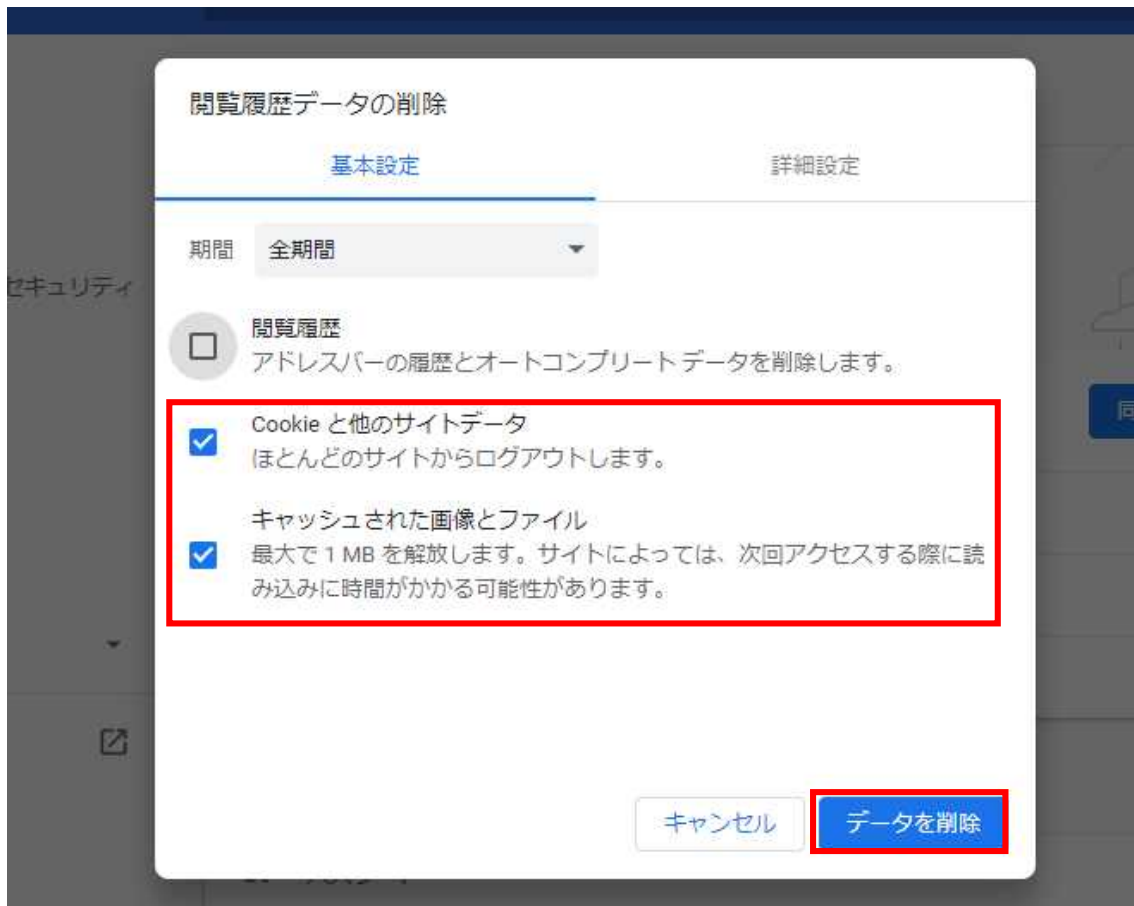 閲覧履歴データの削除
基本設定
詳細設定
期間
全期間
セキュリティ
閲覧履歴
アドレスバーの履歴とオートコンプリート データを削除します。
Cookie と他のサイトデータ
ほとんどのサイトからログアウトします。
キャッシュされた画像とファイル
最大で 1 MB を解放します。サイトによっては、次回アクセスする際に読
み込みに時間がかかる可能性があります。
キャンセル
データを削除